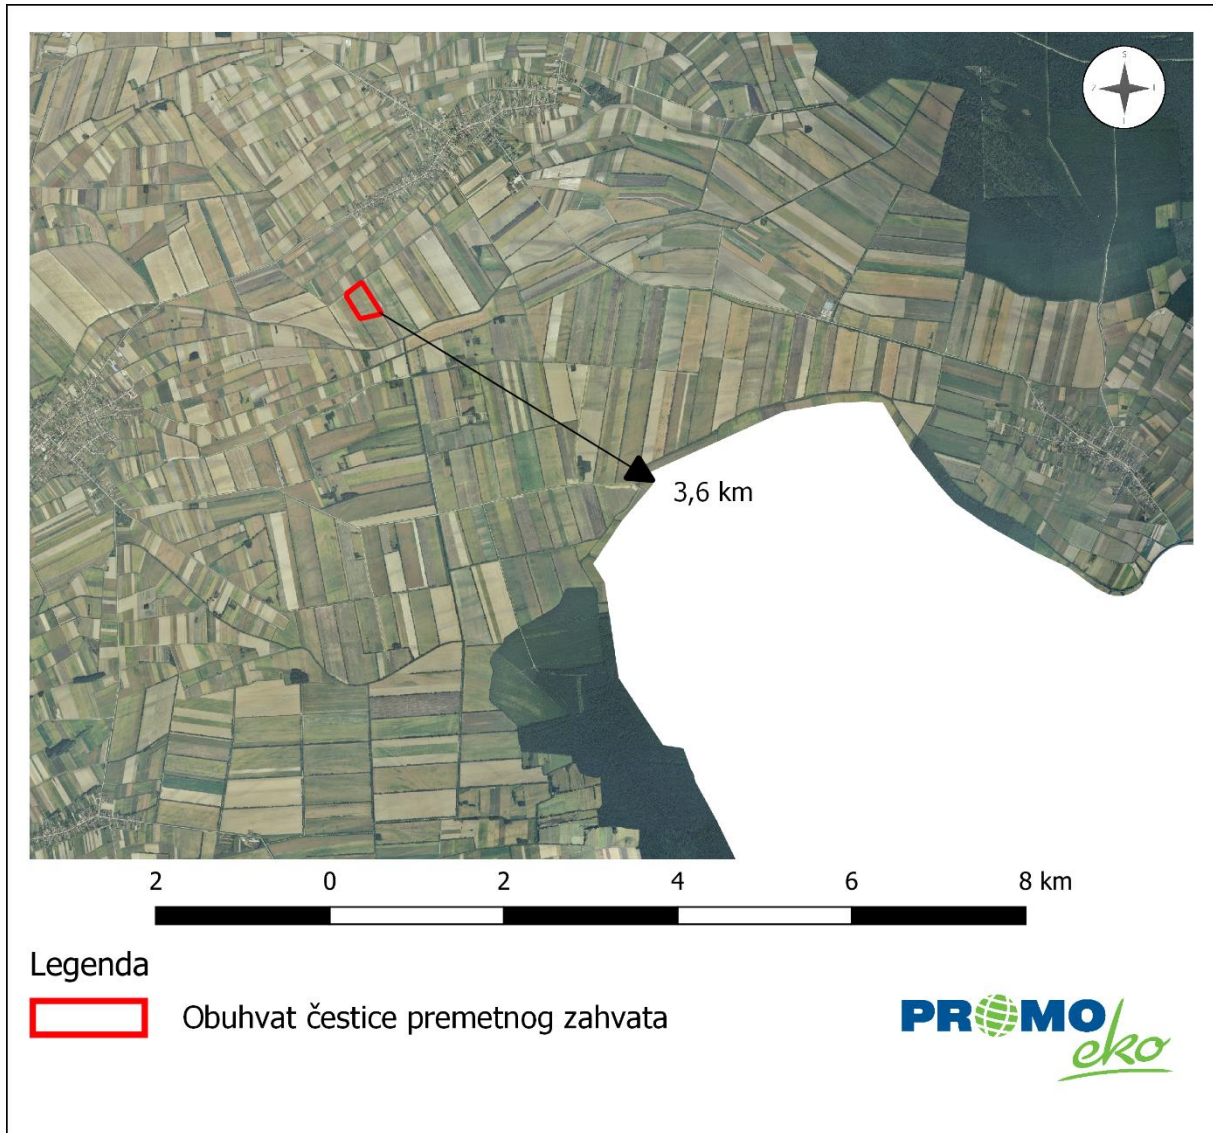 S
I
3,6 km
2 0 2 4 6 8 km
Legenda
Obuhvat čestice premetnog zahvata
PROMO
eko